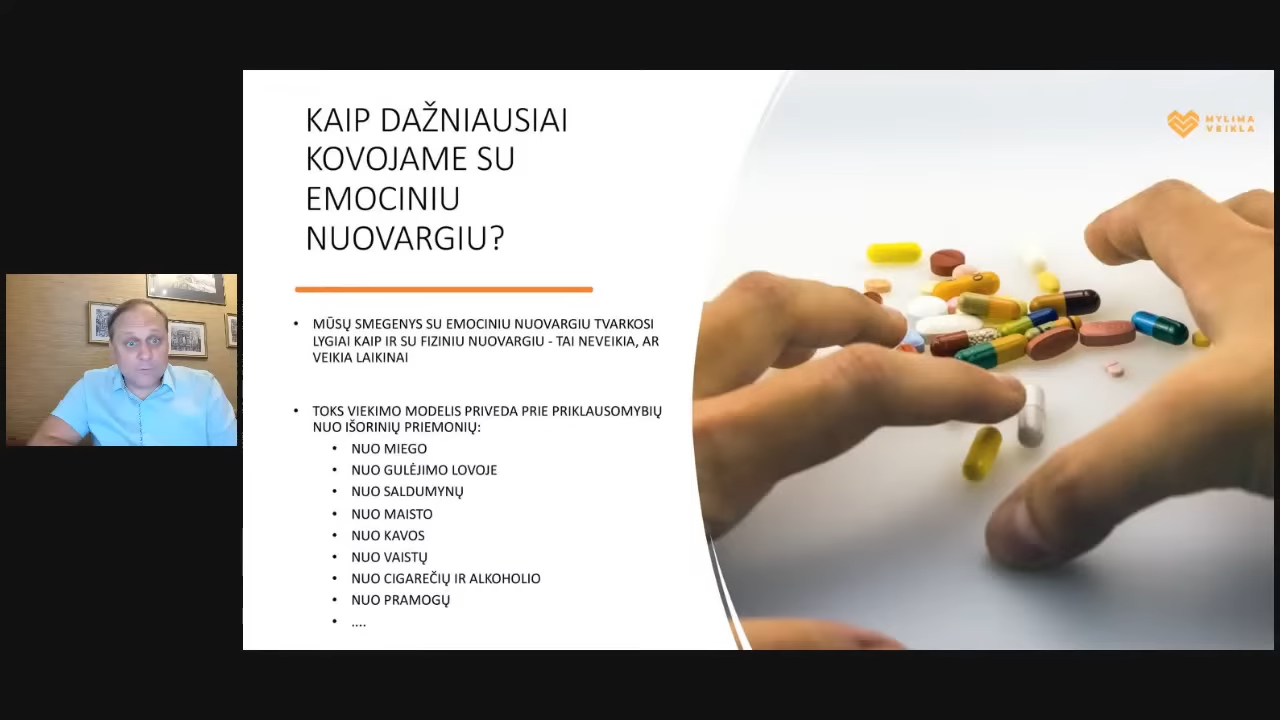 KAIP DAŽNIAUSIAI
KOVOJAME SU
EMOCINIU
NUOVARGIU?
MYLIMA
VEIKLA
• MŪSŲ SMEGENYS SU EMOCINIU NUOVARGIU TVARKOSI
LYGIAI KAIP IR SU FIZINIU NUOVARGIU - TAI NEVEIKIA, AR
VEIKIA LAIKINAI
• TOKS VIEKIMO MODELIS PRIVEDA PRIE PRIKLAUSOMYBIŲ
NUO IŠORINIŲ PRIEMONIŲ:
• NUO MIEGO
• NUO GULĖJIMO LOVOJE
• NUO SALDUMYNŲ
• NUO MAISTO
• NUO KAVOS
• NUO VAISTŲ
• NUO CIGAREČIŲ IR ALKOHOLIO
• NUO PRAMOGŲ
• ....